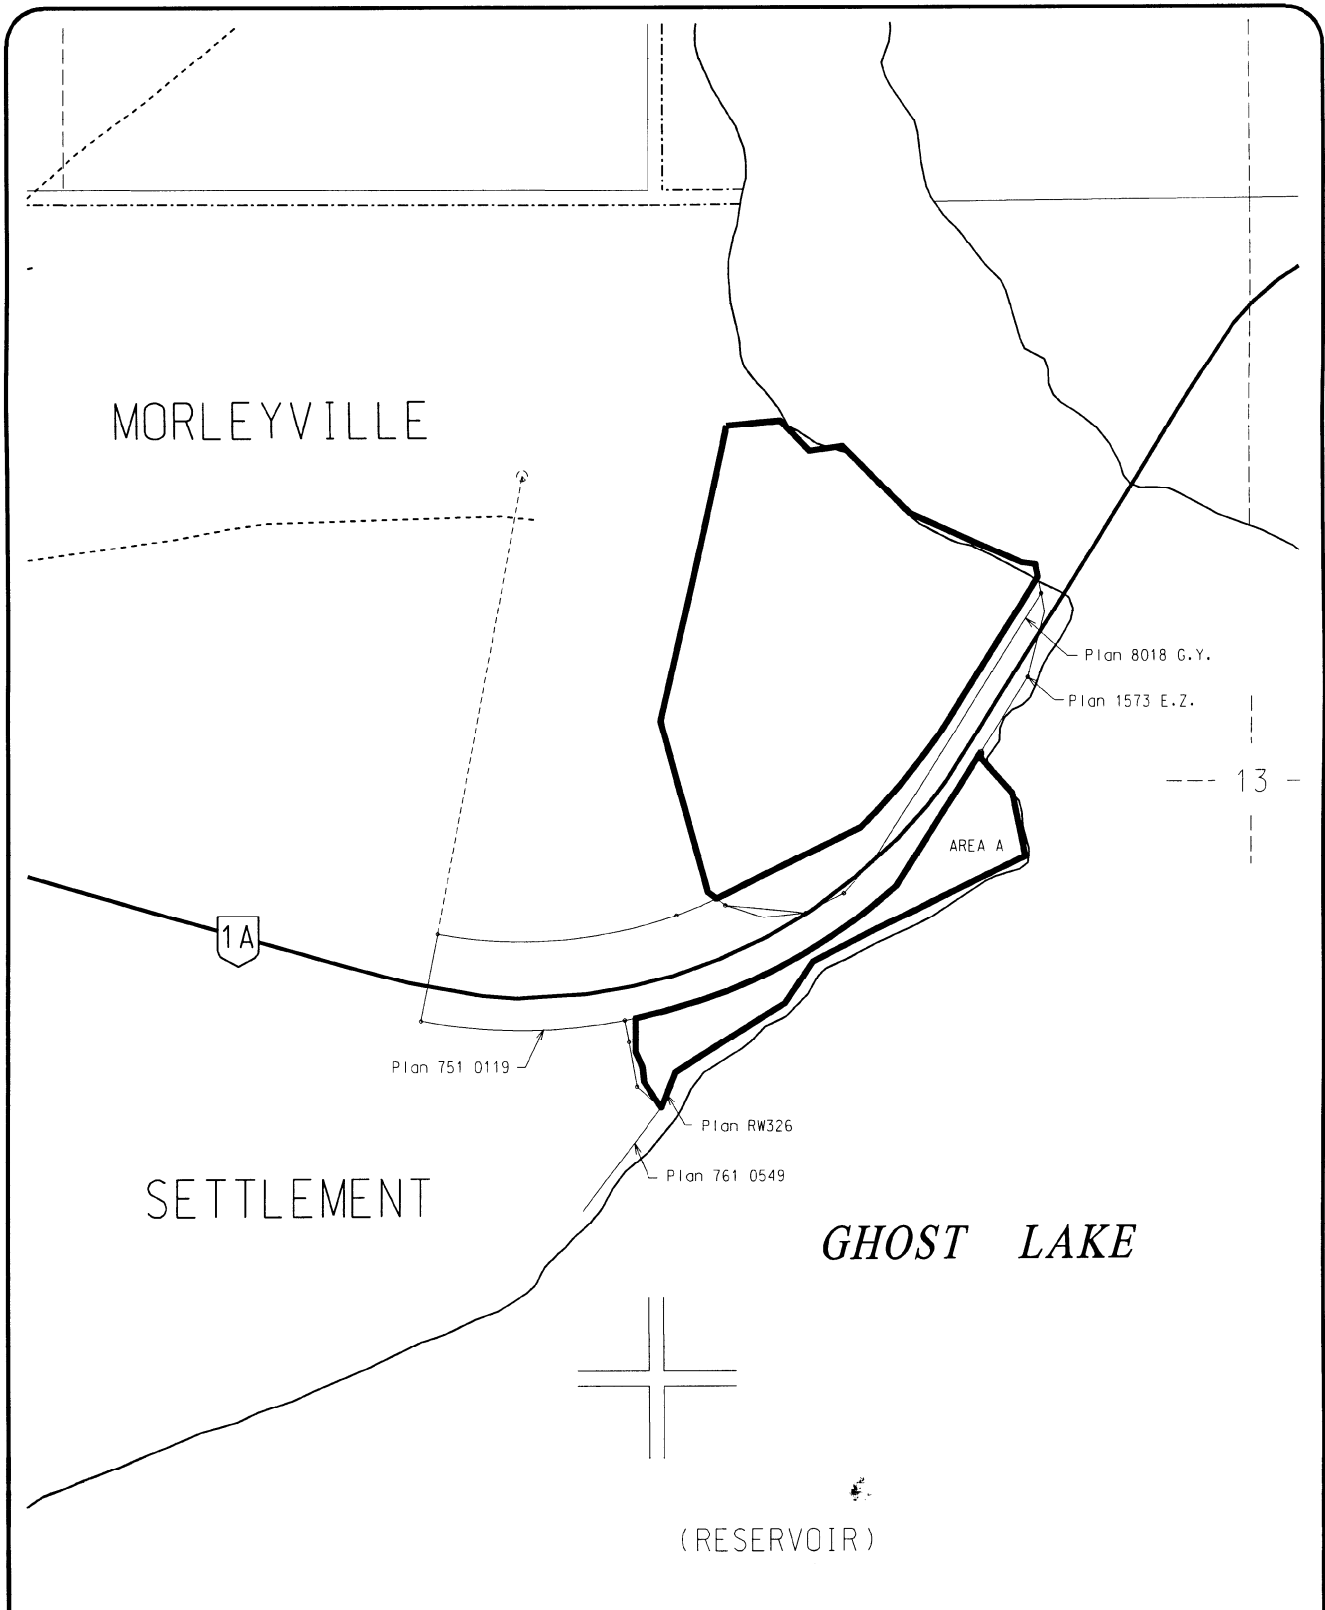 MORLEYVILLE
Plan 8018 G.Y.
Plan 1573 E.Z.
13
AREA A
1A
Plan 751 0119
Plan RW326
Plan 761 0549
SETTLEMENT
GHOST LAKE
(RESERVOIR)